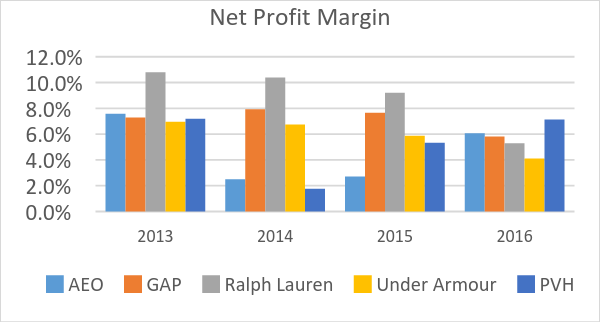 Net Profit Margin
12.0%
10.0%
8.0%
6.0%
4.0%
2.0%
0.0%
2013 2014 2015 2016
AEO GAP Ralph Lauren Under Armour PVH